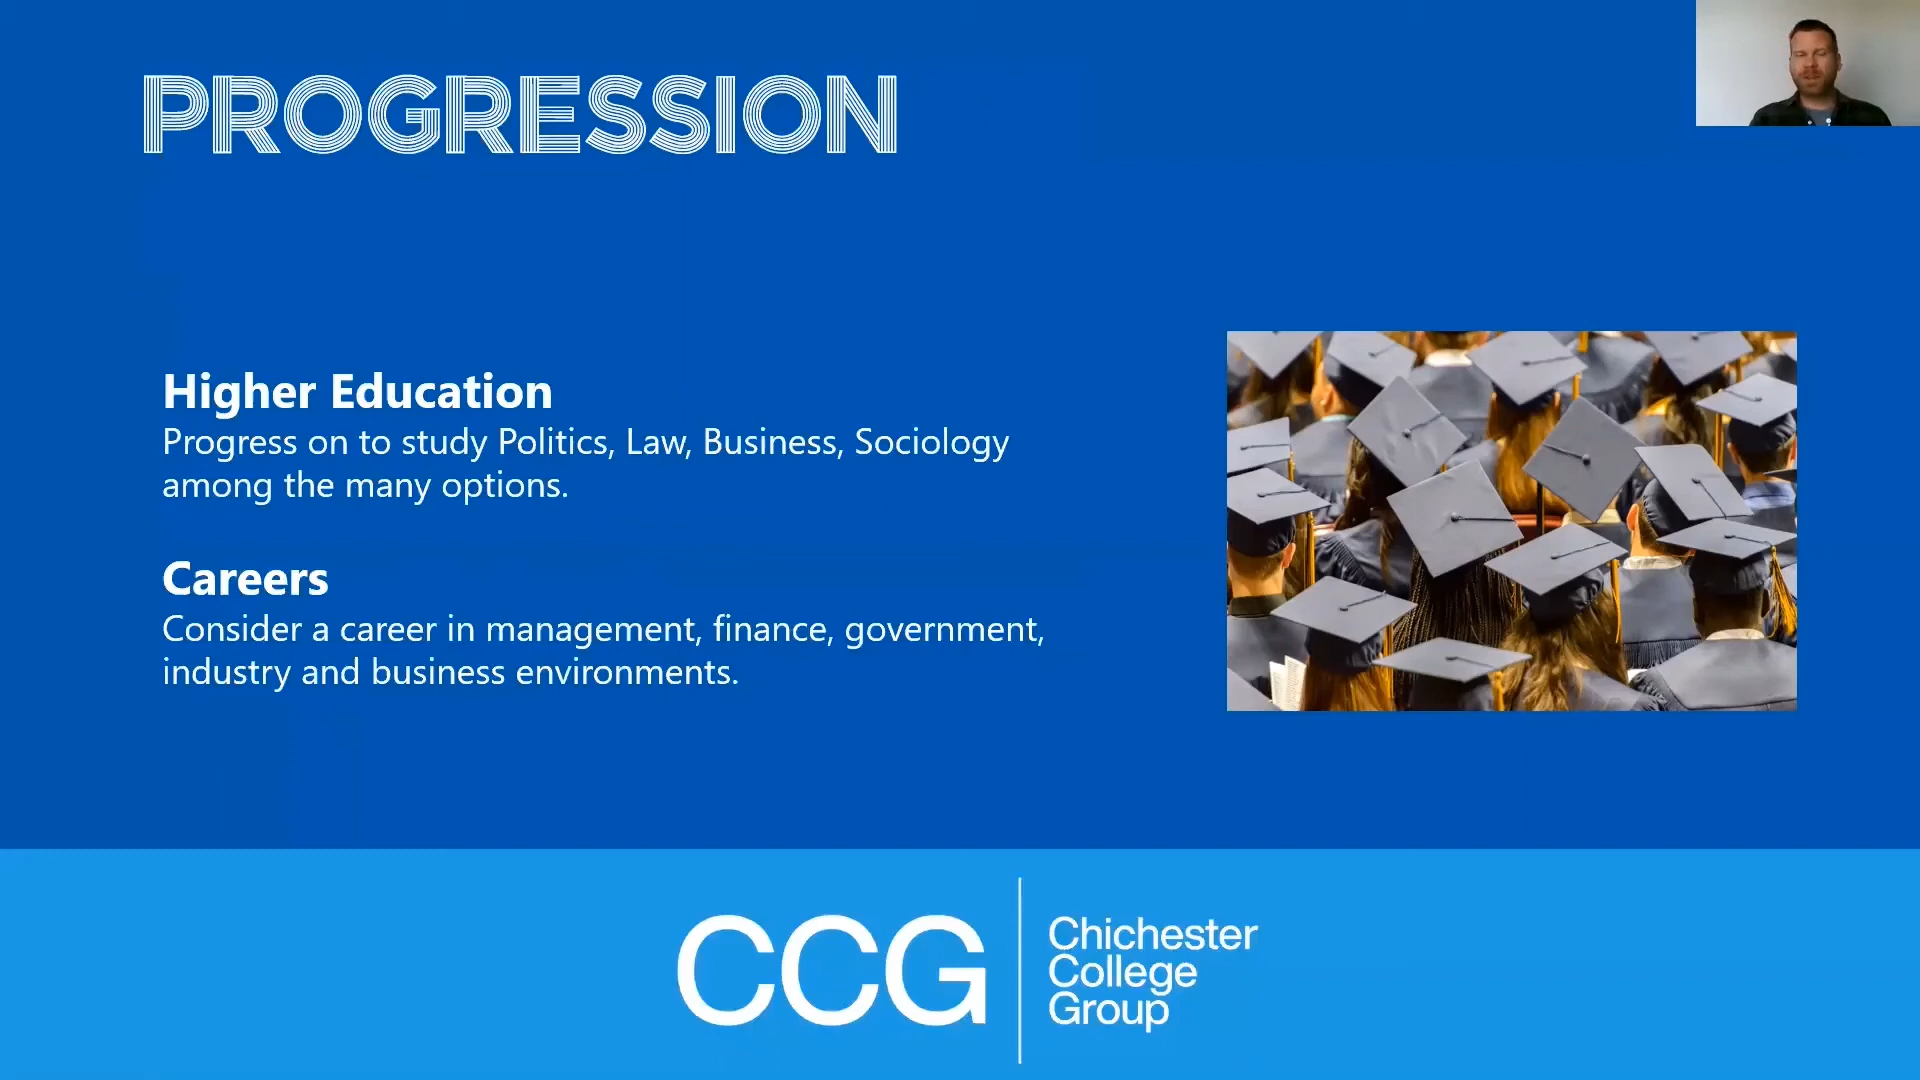 PROGRESSION
Higher Education
Progress on to study Politics, Law, Business, Sociology
among the many options.
Careers
Consider a career in management, finance, government,
industry and business environments.
CCG
Chichester
College
Group